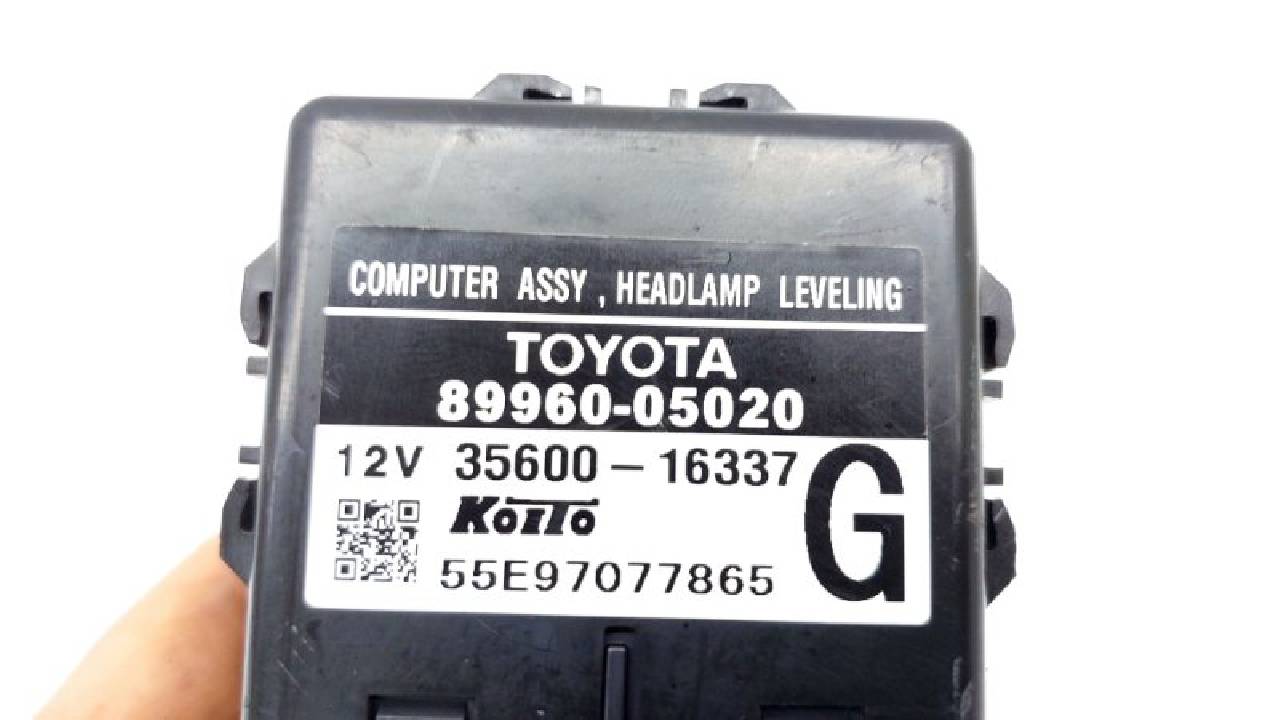 COMPUTER ASSY , HEADLAMP LEVELING
TOYOTA
89960-05020
12V 35600-16337
G
KOITO
55E97077865